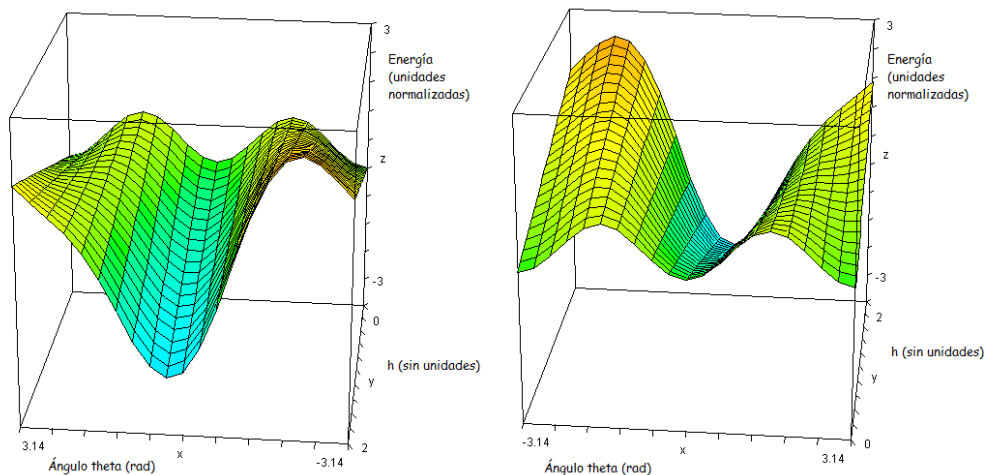 3
Energía
(unidades
normalizadas)
z
-3
0
h (sin unidades)
y
2
3.14
x
-3.14
Ángulo theta (rad)
3
Energía
(unidades
normalizadas)
z
-3
2
h (sin unidades)
y
0
-3.14
x
3.14
Ángulo theta (rad)